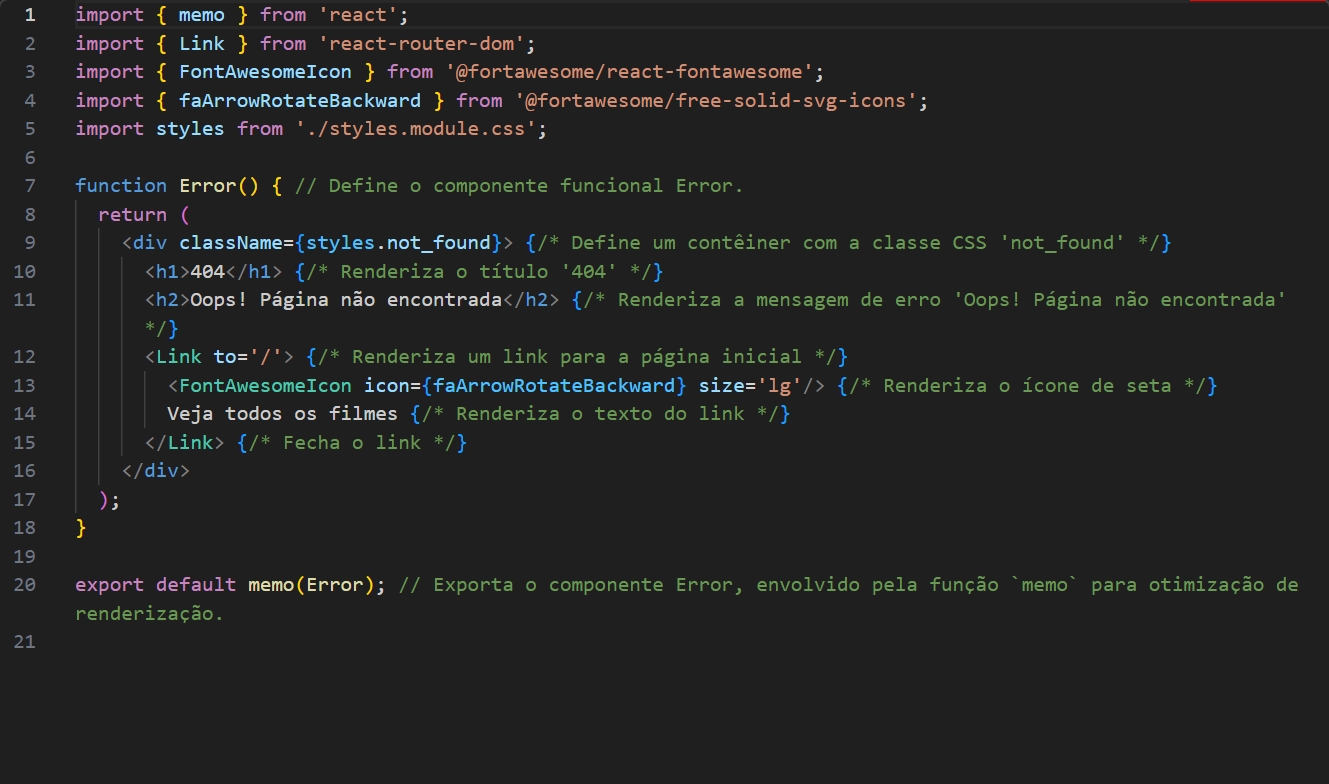 1 import { memo } from 'react';
2 import { Link } from 'react-router-dom';
3 import { FontAwesomeIcon } from '@fortawesome/react-fontawesome';
4 import { faArrowRotateBackward } from '@fortawesome/free-solid-svg-icons';
5 import styles from './styles.module.css';
6
7 function Error() { // Define o componente funcional Error.
8   return (
9     <div className={styles.not_found}> {/* Define um contêiner com a classe CSS 'not_found' */}
10       <h1>404</h1> {/* Renderiza o título '404' */}
11       <h2>Oops! Página não encontrada</h2> {/* Renderiza a mensagem de erro 'Oops! Página não encontrada'
*/}
12       <Link to='/'> {/* Renderiza um link para a página inicial */}
13         <FontAwesomeIcon icon={faArrowRotateBackward} size='lg'/> {/* Renderiza o ícone de seta */}
14         Veja todos os filmes {/* Renderiza o texto do link */}
15       </Link> {/* Fecha o link */}
16     </div>
17   );
18 }
19
20 export default memo(Error); // Exporta o componente Error, envolvido pela função `memo` para otimização de
renderização.
21